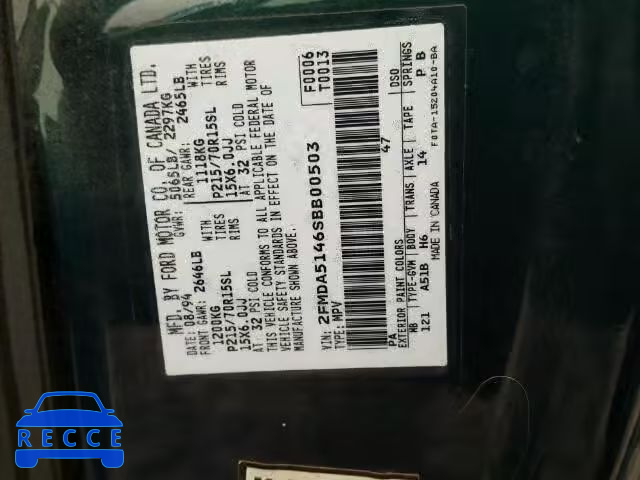 MFD. BY FORD MOTOR CO. OF CANADA LTD.
DATE: 08/94 GVWR: 5065LB/ 2297KG
FRONT GAWR: 2646LB REAR GAWR: 2465LB
1200KG WITH 1118KG WITH
P215/70R15SL TIRES P215/70R15SL TIRES
15X6.0JJ RIMS 15X6.0JJ RIMS
AT 32 PSI COLD AT 32 PSI COLD
THIS VEHICLE CONFORMS TO ALL APPLICABLE FEDERAL MOTOR
VEHICLE SAFETY STANDARDS IN EFFECT ON THE DATE OF
MANUFACTURE SHOWN ABOVE.
F0006
T0013
VIN: 2FMDA5146SBB00503
TYPE: MPV
PA 47
EXTERIOR PAINT COLORS DSO
WB TYPE-GVW BODY TRANS AXLE TAPE SPRINGS
121 A51B H6 14 P B
MADE IN CANADA
F0TA-15204A10-BA
RECCE